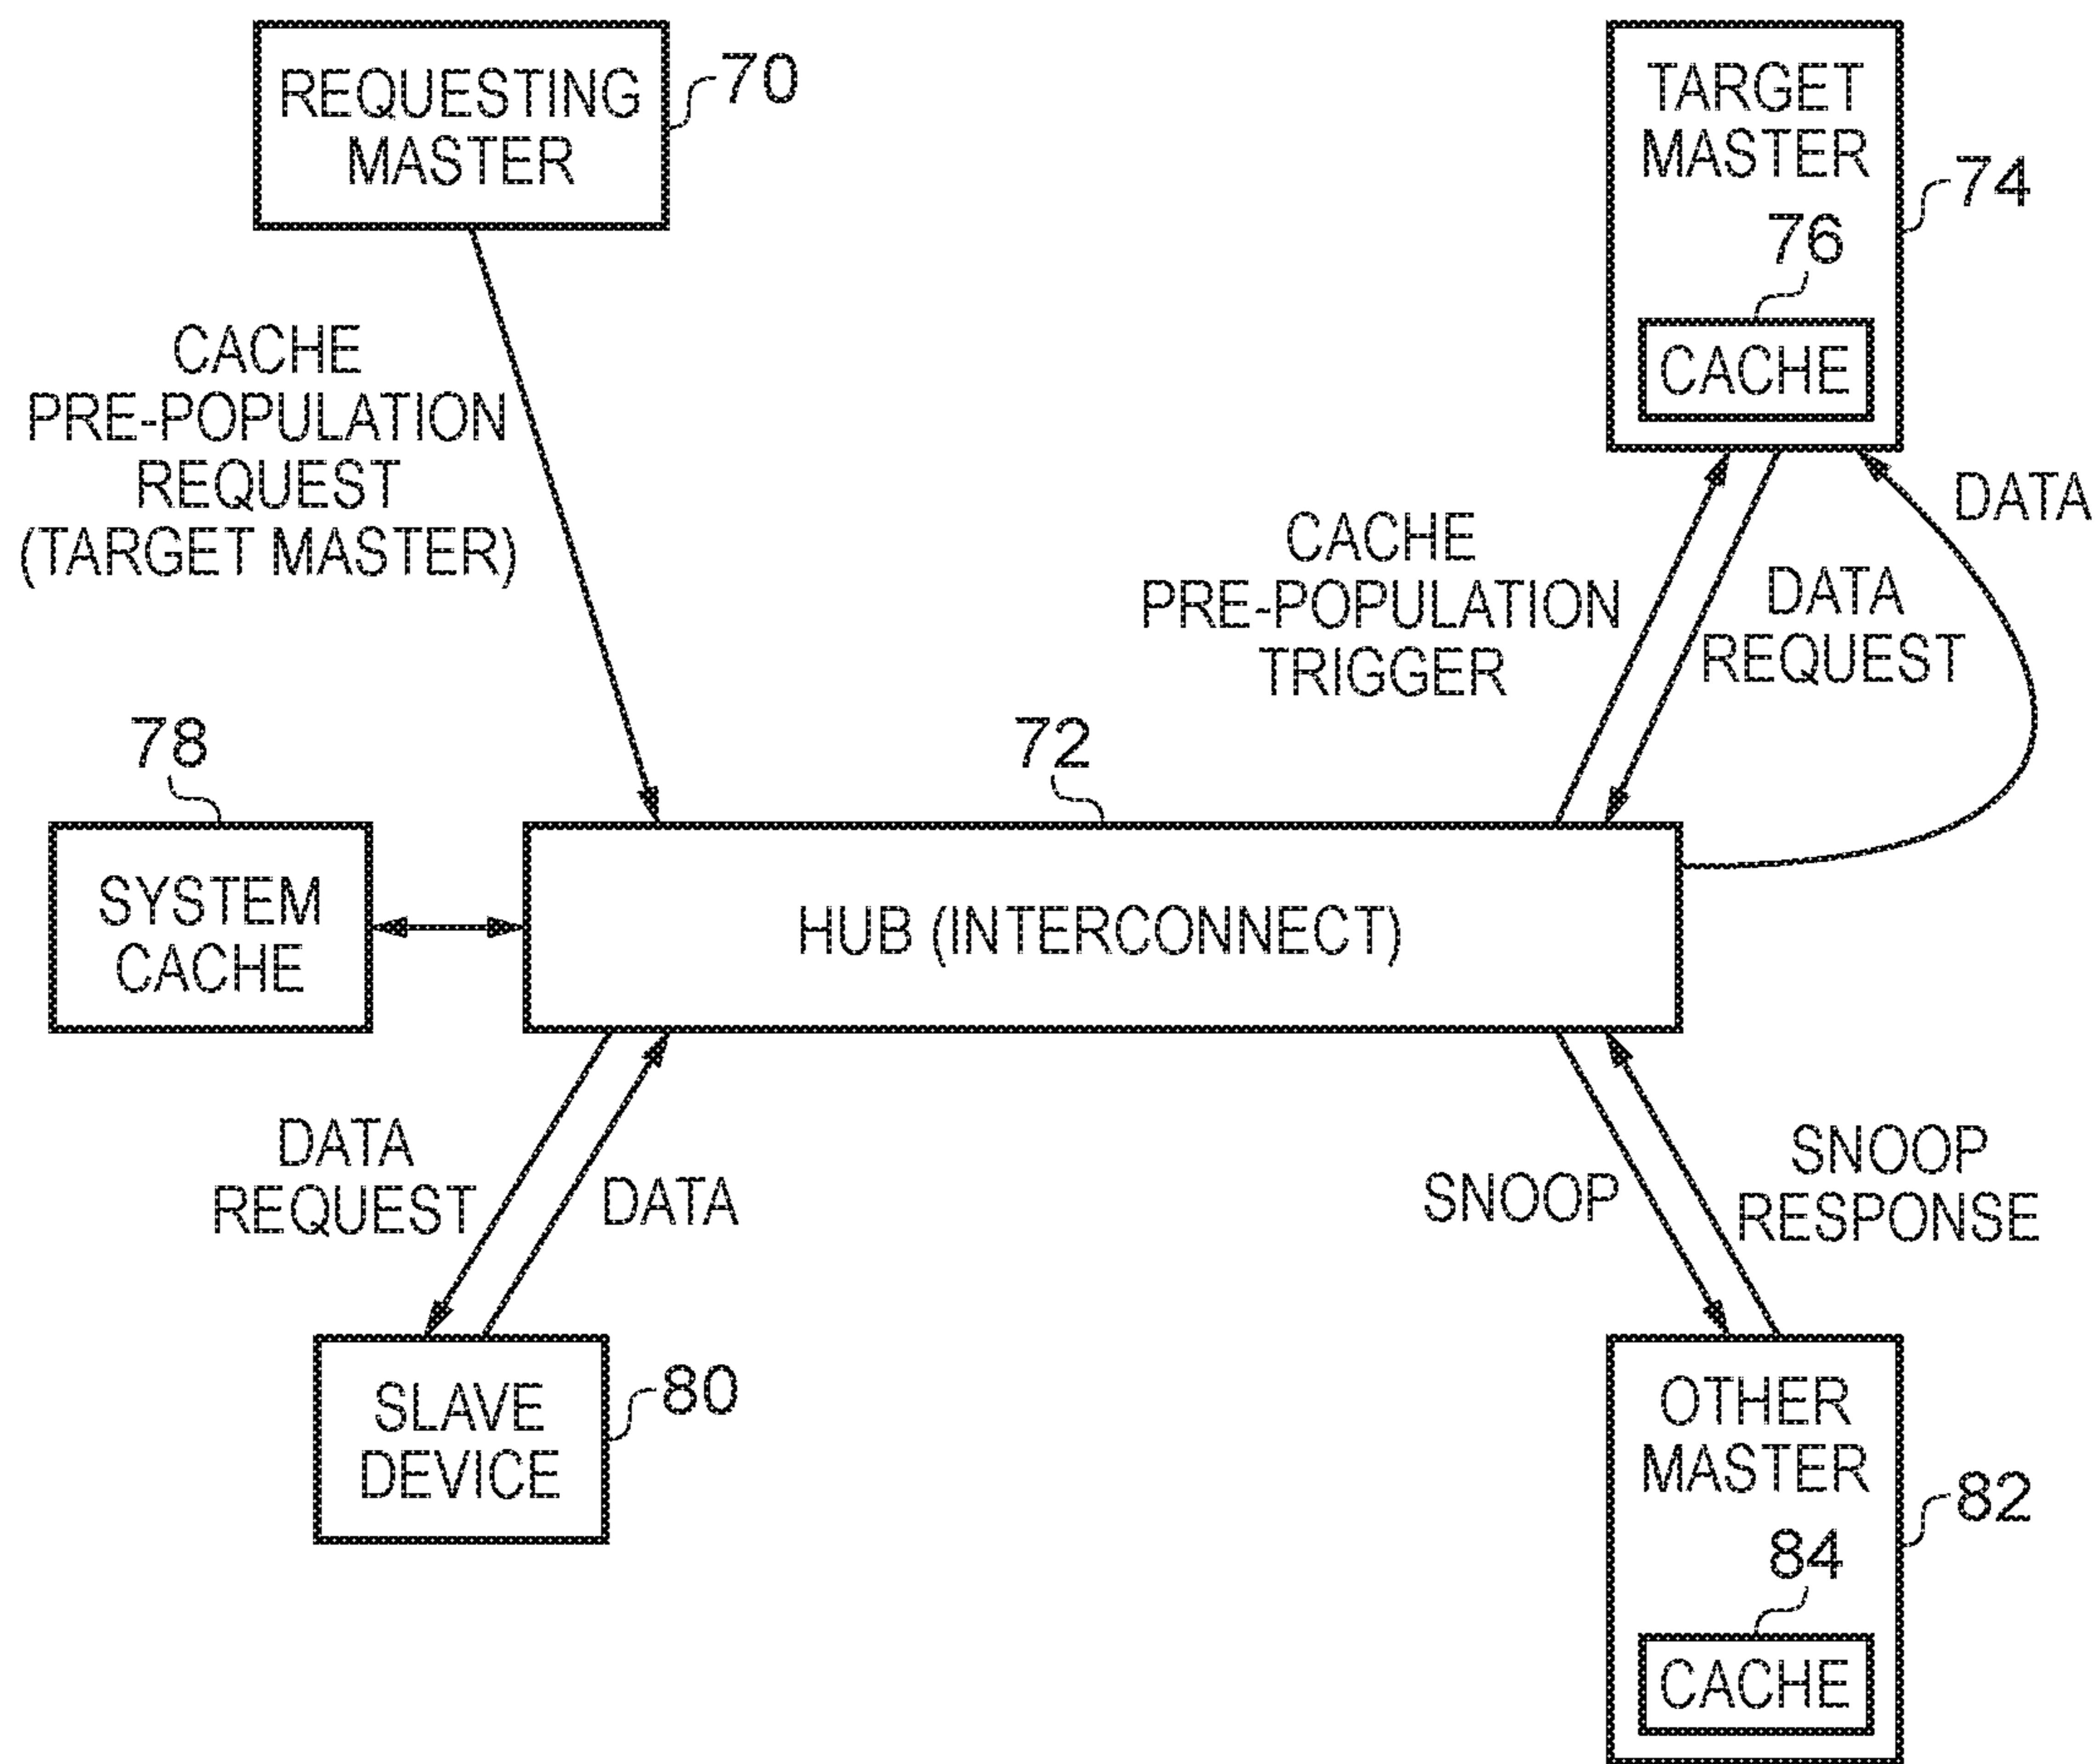 REQUESTING
MASTER
70
TARGET
MASTER
74
76
CACHE
CACHE
PRE-POPULATION
REQUEST
(TARGET MASTER)
CACHE
PRE-POPULATION
TRIGGER
DATA
REQUEST
DATA
78
SYSTEM
CACHE
72
HUB (INTERCONNECT)
DATA
REQUEST
DATA
SNOOP
SNOOP
RESPONSE
SLAVE
DEVICE
80
OTHER
MASTER
82
84
CACHE